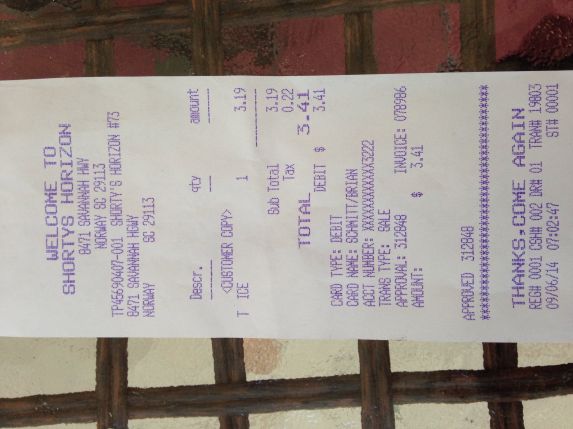 WELCOME TO
SHORTYS HORIZON
8471 SAVANNAH HWY
NORWAY SC 29113
TP45690407-001 SHORTY'S HORIZON #73
8471 SAVANNAH HWY
NORWAY SC 29113
Descr. qty amount
<CUSTOMER COPY>
T ICE 1 3.19
Sub Total 3.19
Tax 0.22
TOTAL 3.41
DEBIT $ 3.41
CARD TYPE: DEBIT
CARD NAME: SCHMITT/BRIAN
ACCT NUMBER: XXXXXXXXXXXX3222
TRANS TYPE: SALE
APPROVAL: 312848 INVOICE: 078986
AMOUNT: $ 3.41
APPROVED 312848
****************************************
THANKS,COME AGAIN
REG# 0001 CSH# 002 DR# 01 TRAN# 19803
09/06/14 07:02:47 ST# 00001